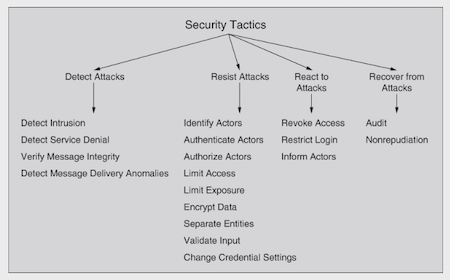 Security Tactics
Detect Attacks
Resist Attacks
React to
Attacks
Recover from
Attacks
Detect Intrusion
Detect Service Denial
Verify Message Integrity
Detect Message Delivery Anomalies
Identify Actors
Authenticate Actors
Authorize Actors
Limit Access
Limit Exposure
Encrypt Data
Separate Entities
Validate Input
Change Credential Settings
Revoke Access
Restrict Login
Inform Actors
Audit
Nonrepudiation